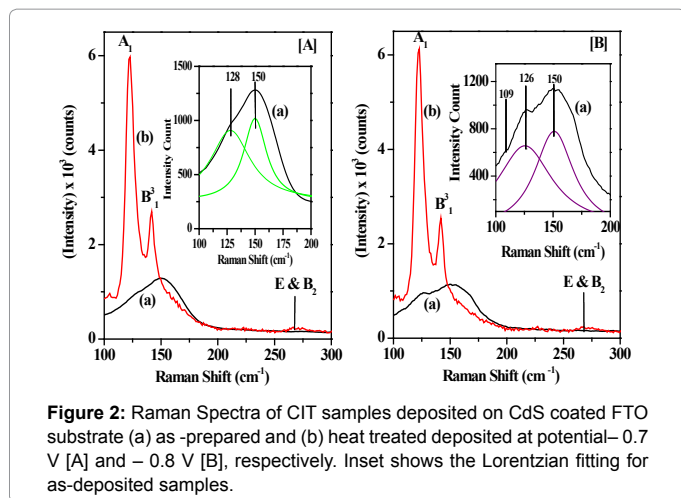 A₁
[A]
(b)
B³₁
(a)
E & B₂
(Intensity) x 10³ (counts)
6
4
2
0
100 150 200 250 300
Raman Shift (cm⁻¹)
128 150
(a)
Intensity Count
1500
1000
500
0
100 125 150 175 200
Raman Shift (cm⁻¹)
A₁
[B]
(b)
B³₁
(a)
E & B₂
(Intensity) x 10³ (counts)
6
4
2
0
100 150 200 250 300
Raman Shift (cm⁻¹)
109 126 150
(a)
Intensity Count
1200
800
400
100 150 200
Raman Shift (cm⁻¹)
Figure 2: Raman Spectra of CIT samples deposited on CdS coated FTO
substrate (a) as -prepared and (b) heat treated deposited at potential– 0.7
V [A] and – 0.8 V [B], respectively. Inset shows the Lorentzian fitting for
as-deposited samples.